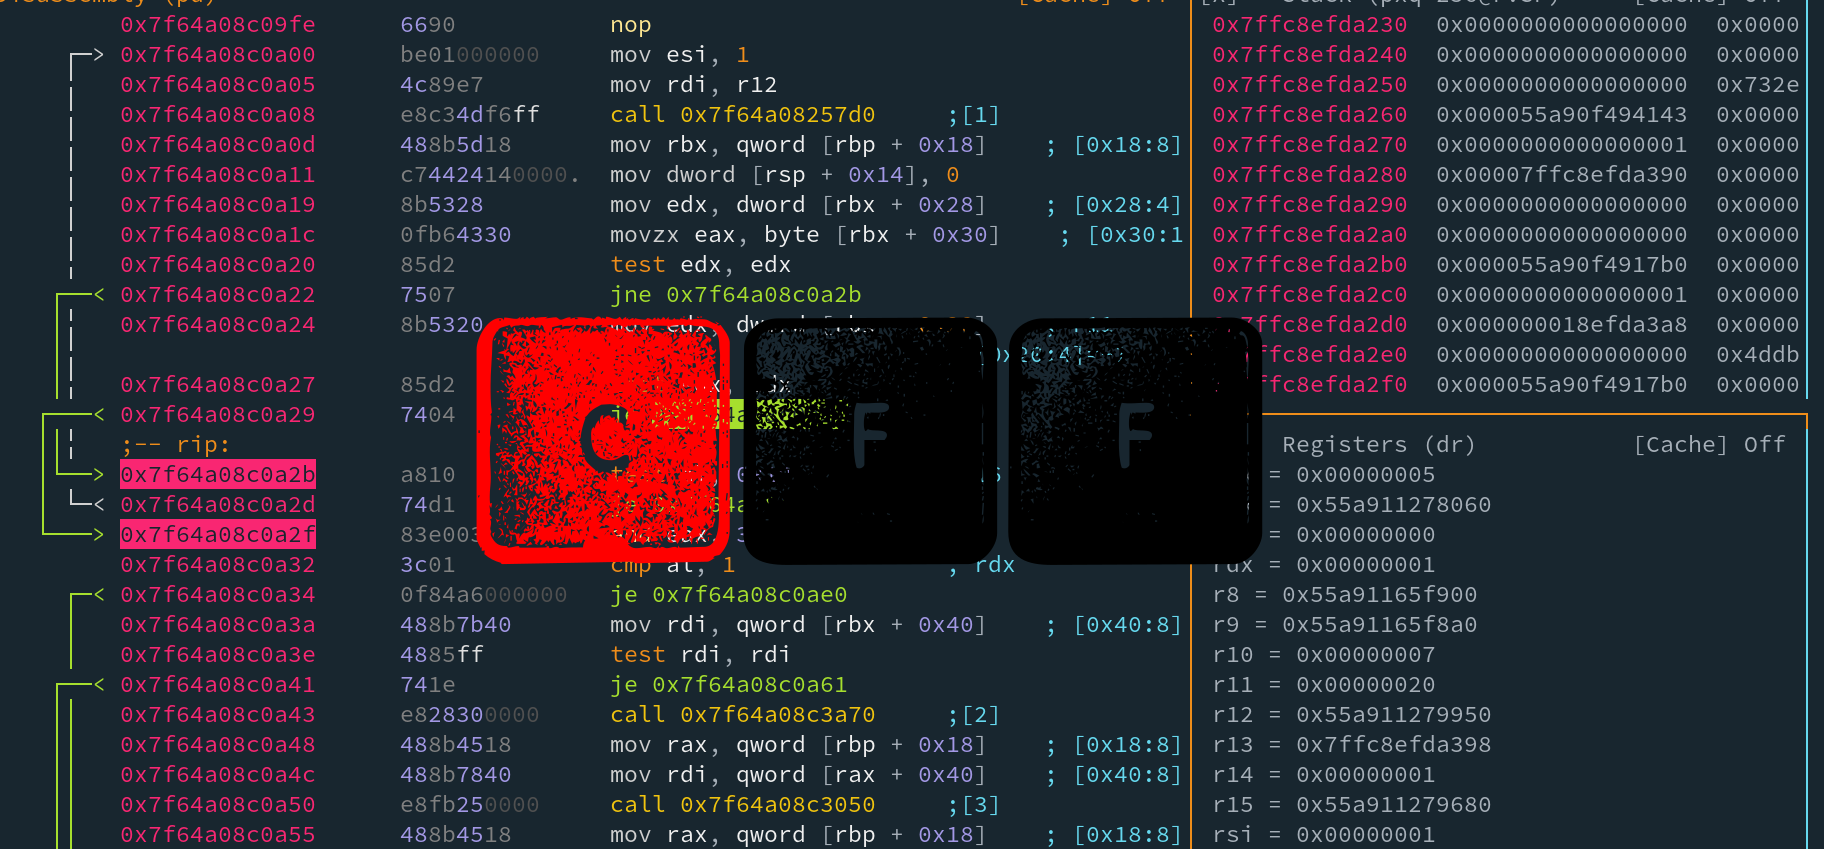 0x7f64a08c09fe 6690 nop
0x7f64a08c0a00 be01000000 mov esi, 1
0x7f64a08c0a05 4c89e7 mov rdi, r12
0x7f64a08c0a08 e8c34df6ff call 0x7f64a08257d0 ;[1]
0x7f64a08c0a0d 488b5d18 mov rbx, qword [rbp + 0x18] ; [0x18:8]
0x7f64a08c0a11 c74424140000. mov dword [rsp + 0x14], 0
0x7f64a08c0a19 8b5328 mov edx, dword [rbx + 0x28] ; [0x28:4]
0x7f64a08c0a1c 0fb64330 movzx eax, byte [rbx + 0x30] ; [0x30:1
0x7f64a08c0a20 85d2 test edx, edx
0x7f64a08c0a22 7507 jne 0x7f64a08c0a2b
0x7f64a08c0a24 8b5320
0x7f64a08c0a27 85d2
0x7f64a08c0a29 7404
;-- rip:
0x7f64a08c0a2b a810
0x7f64a08c0a2d 74d1
0x7f64a08c0a2f 83e003
0x7f64a08c0a32 3c01 cmp al, 1 ; rdx
0x7f64a08c0a34 0f84a6000000 je 0x7f64a08c0ae0
0x7f64a08c0a3a 488b7b40 mov rdi, qword [rbx + 0x40] ; [0x40:8]
0x7f64a08c0a3e 4885ff test rdi, rdi
0x7f64a08c0a41 741e je 0x7f64a08c0a61
0x7f64a08c0a43 e828300000 call 0x7f64a08c3a70 ;[2]
0x7f64a08c0a48 488b4518 mov rax, qword [rbp + 0x18] ; [0x18:8]
0x7f64a08c0a4c 488b7840 mov rdi, qword [rax + 0x40] ; [0x40:8]
0x7f64a08c0a50 e8fb250000 call 0x7f64a08c3050 ;[3]
0x7f64a08c0a55 488b4518 mov rax, qword [rbp + 0x18] ; [0x18:8]
C F F
0x7ffc8efda230 0x0000000000000000 0x0000
0x7ffc8efda240 0x0000000000000000 0x0000
0x7ffc8efda250 0x0000000000000000 0x732e
0x7ffc8efda260 0x000055a90f494143 0x0000
0x7ffc8efda270 0x0000000000000001 0x0000
0x7ffc8efda280 0x00007ffc8efda390 0x0000
0x7ffc8efda290 0x0000000000000000 0x0000
0x7ffc8efda2a0 0x0000000000000000 0x0000
0x7ffc8efda2b0 0x000055a90f4917b0 0x0000
0x7ffc8efda2c0 0x0000000000000001 0x0000
ffc8efda2d0 0x000000018efda3a8 0x0000
ffc8efda2e0 0x0000000000000000 0x4ddb
ffc8efda2f0 0x000055a90f4917b0 0x0000
Registers (dr) [Cache] Off
= 0x00000005
= 0x55a911278060
= 0x00000000
rdx = 0x00000001
r8 = 0x55a91165f900
r9 = 0x55a91165f8a0
r10 = 0x00000007
r11 = 0x00000020
r12 = 0x55a911279950
r13 = 0x7ffc8efda398
r14 = 0x00000001
r15 = 0x55a911279680
rsi = 0x00000001